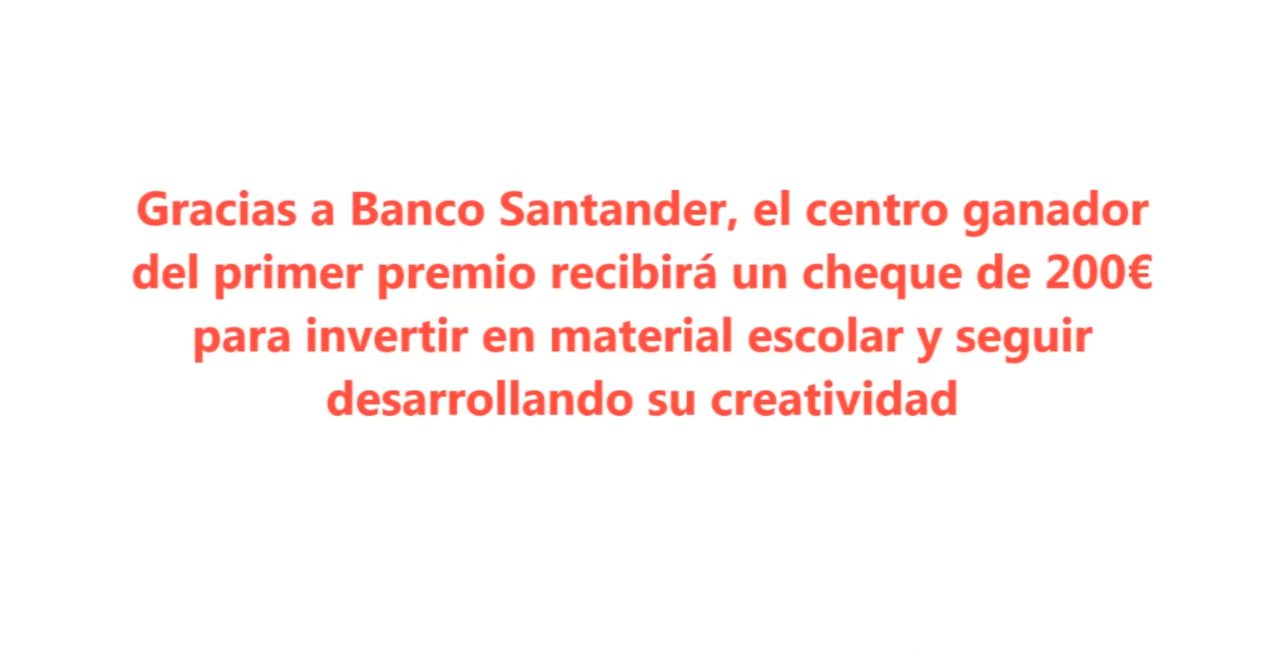 Gracias a Banco Santander, el centro ganador
del primer premio recibirá un cheque de 200€
para invertir en material escolar y seguir
desarrollando su creatividad